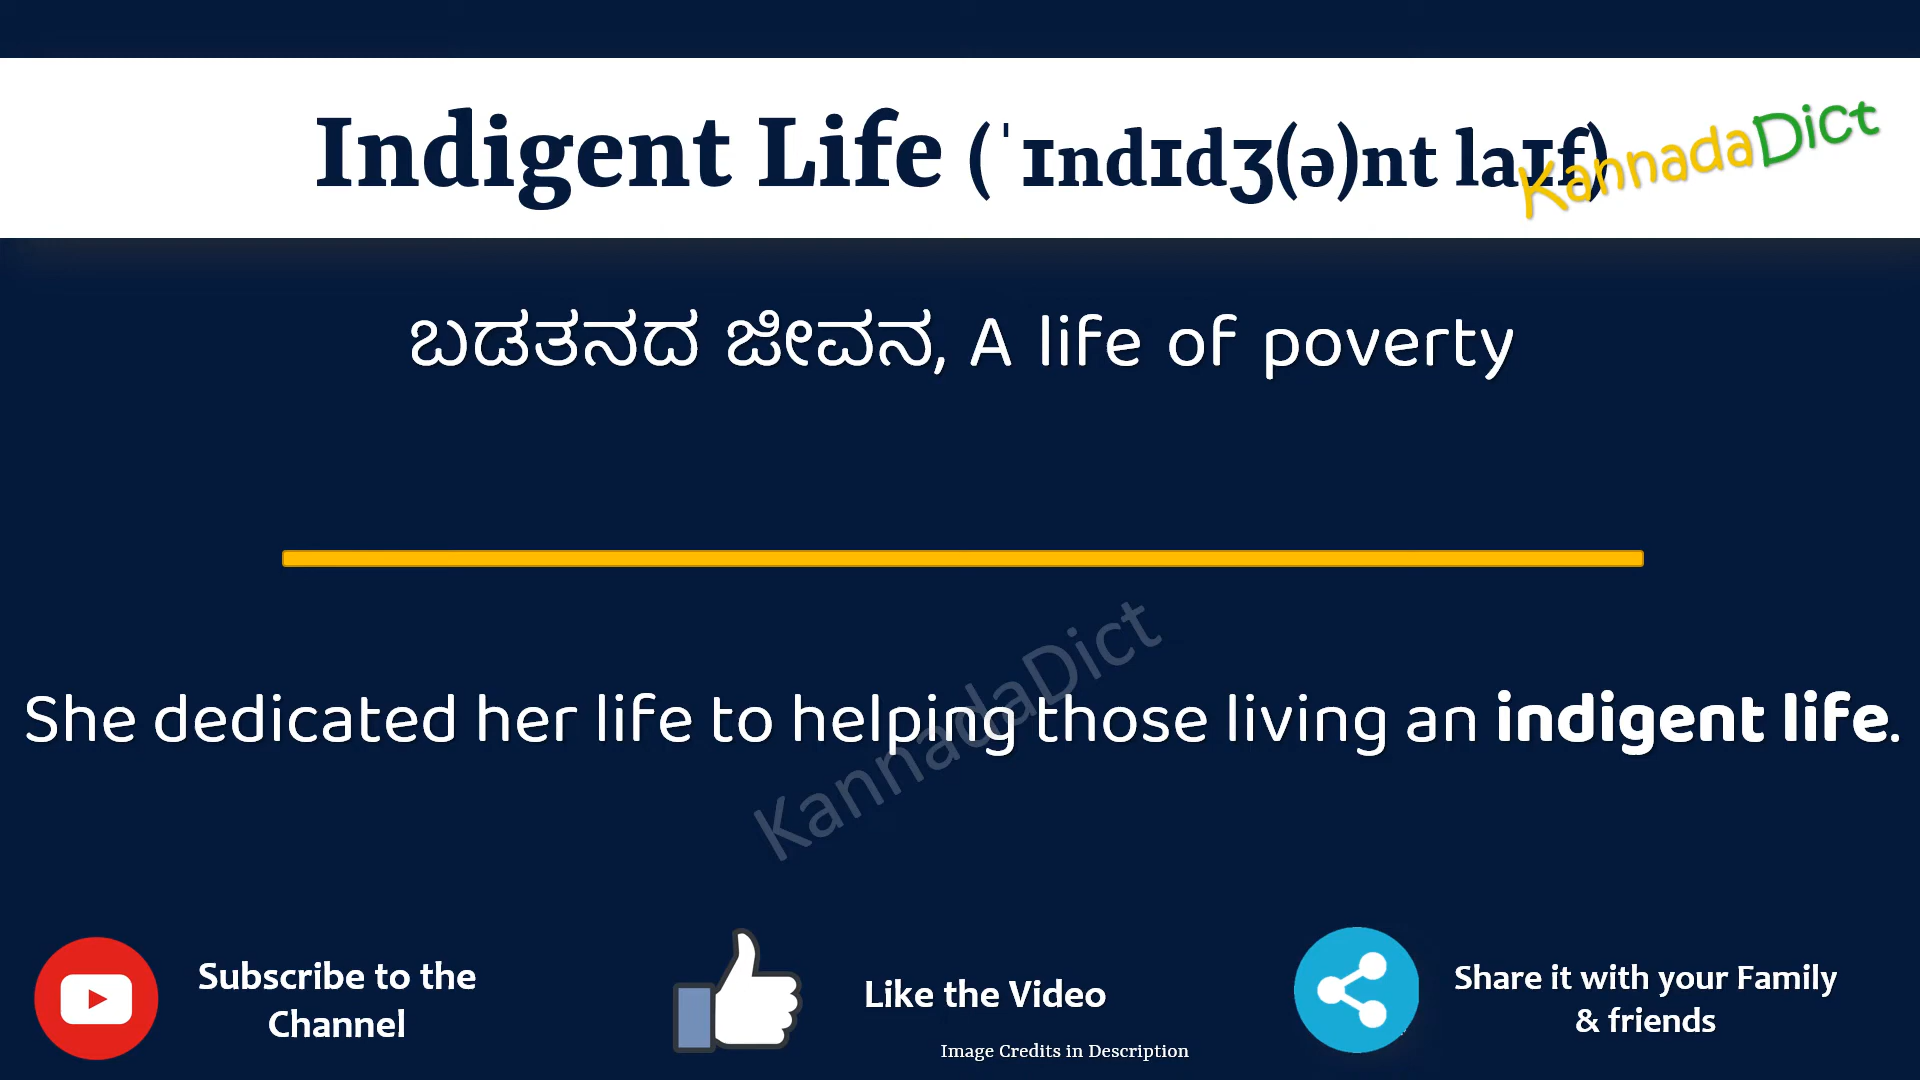 Indigent Life (ˈɪndɪdʒ(ə)nt laɪf)
KannadaDict
ಬಡತನದ ಜೀವನ, A life of poverty
She dedicated her life to helping those living an indigent life.
KannadaDict
Subscribe to the
Channel
Like the Video
Share it with your Family
& friends
Image Credits in Description